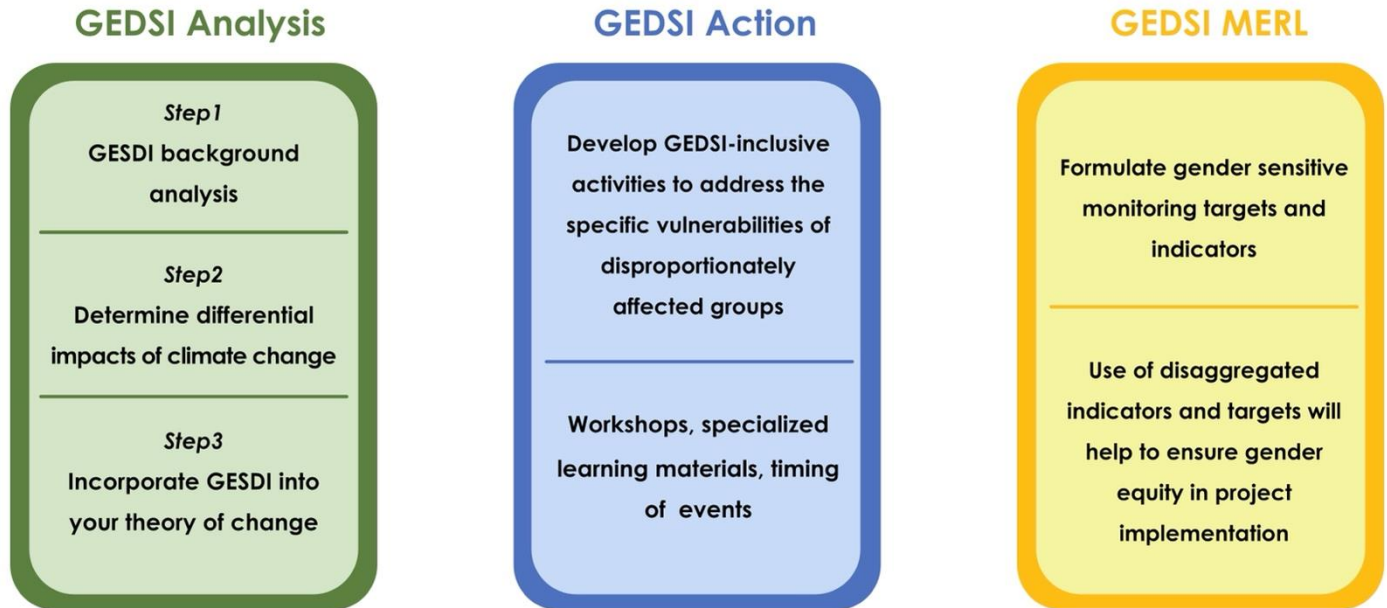 GEDSI Analysis
Step1
GESDI background
analysis
Step2
Determine differential
impacts of climate change
Step3
Incorporate GESDI into
your theory of change
GEDSI Action
Develop GEDSI-inclusive
activities to address the
specific vulnerabilities of
disproportionately
affected groups
Workshops, specialized
learning materials, timing
of events
GEDSI MERL
Formulate gender sensitive
monitoring targets and
indicators
Use of disaggregated
indicators and targets will
help to ensure gender
equity in project
implementation